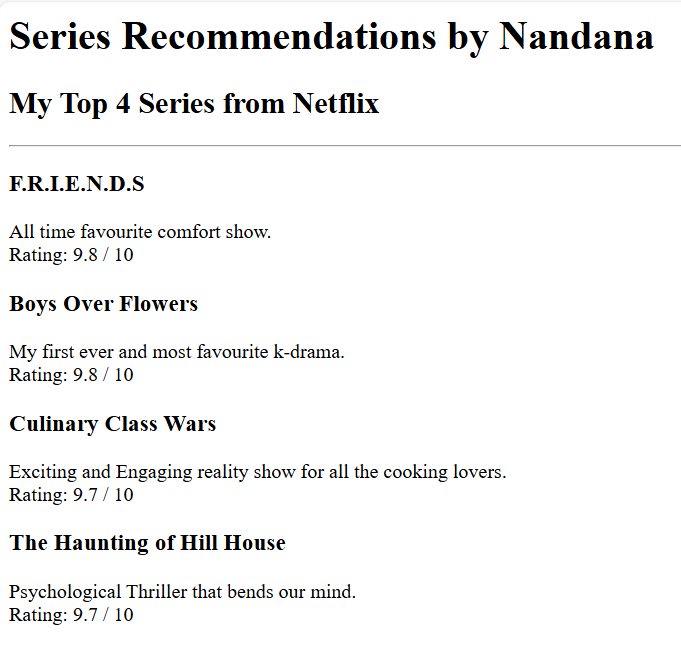 Series Recommendations by Nandana
My Top 4 Series from Netflix
F.R.I.E.N.D.S
All time favourite comfort show.
Rating: 9.8 / 10
Boys Over Flowers
My first ever and most favourite k-drama.
Rating: 9.8 / 10
Culinary Class Wars
Exciting and Engaging reality show for all the cooking lovers.
Rating: 9.7 / 10
The Haunting of Hill House
Psychological Thriller that bends our mind.
Rating: 9.7 / 10